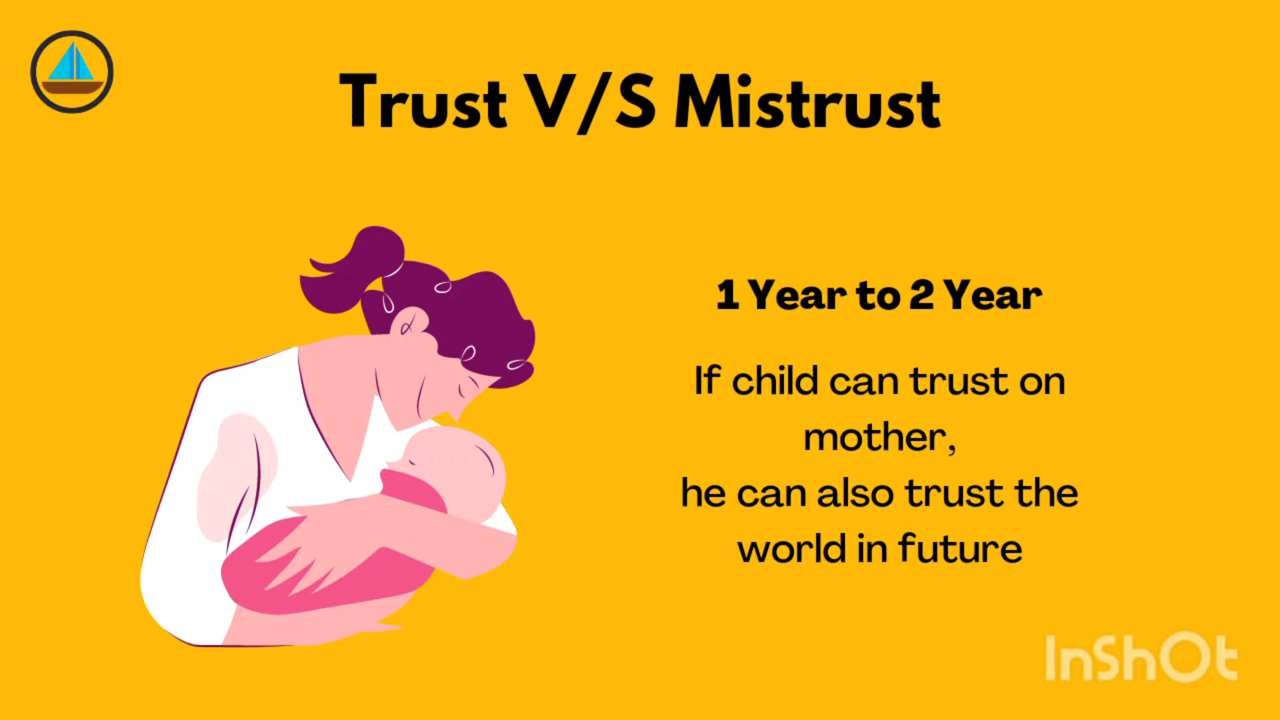 Trust V/S Mistrust
1 Year to 2 Year
If child can trust on
mother,
he can also trust the
world in future
InShOt